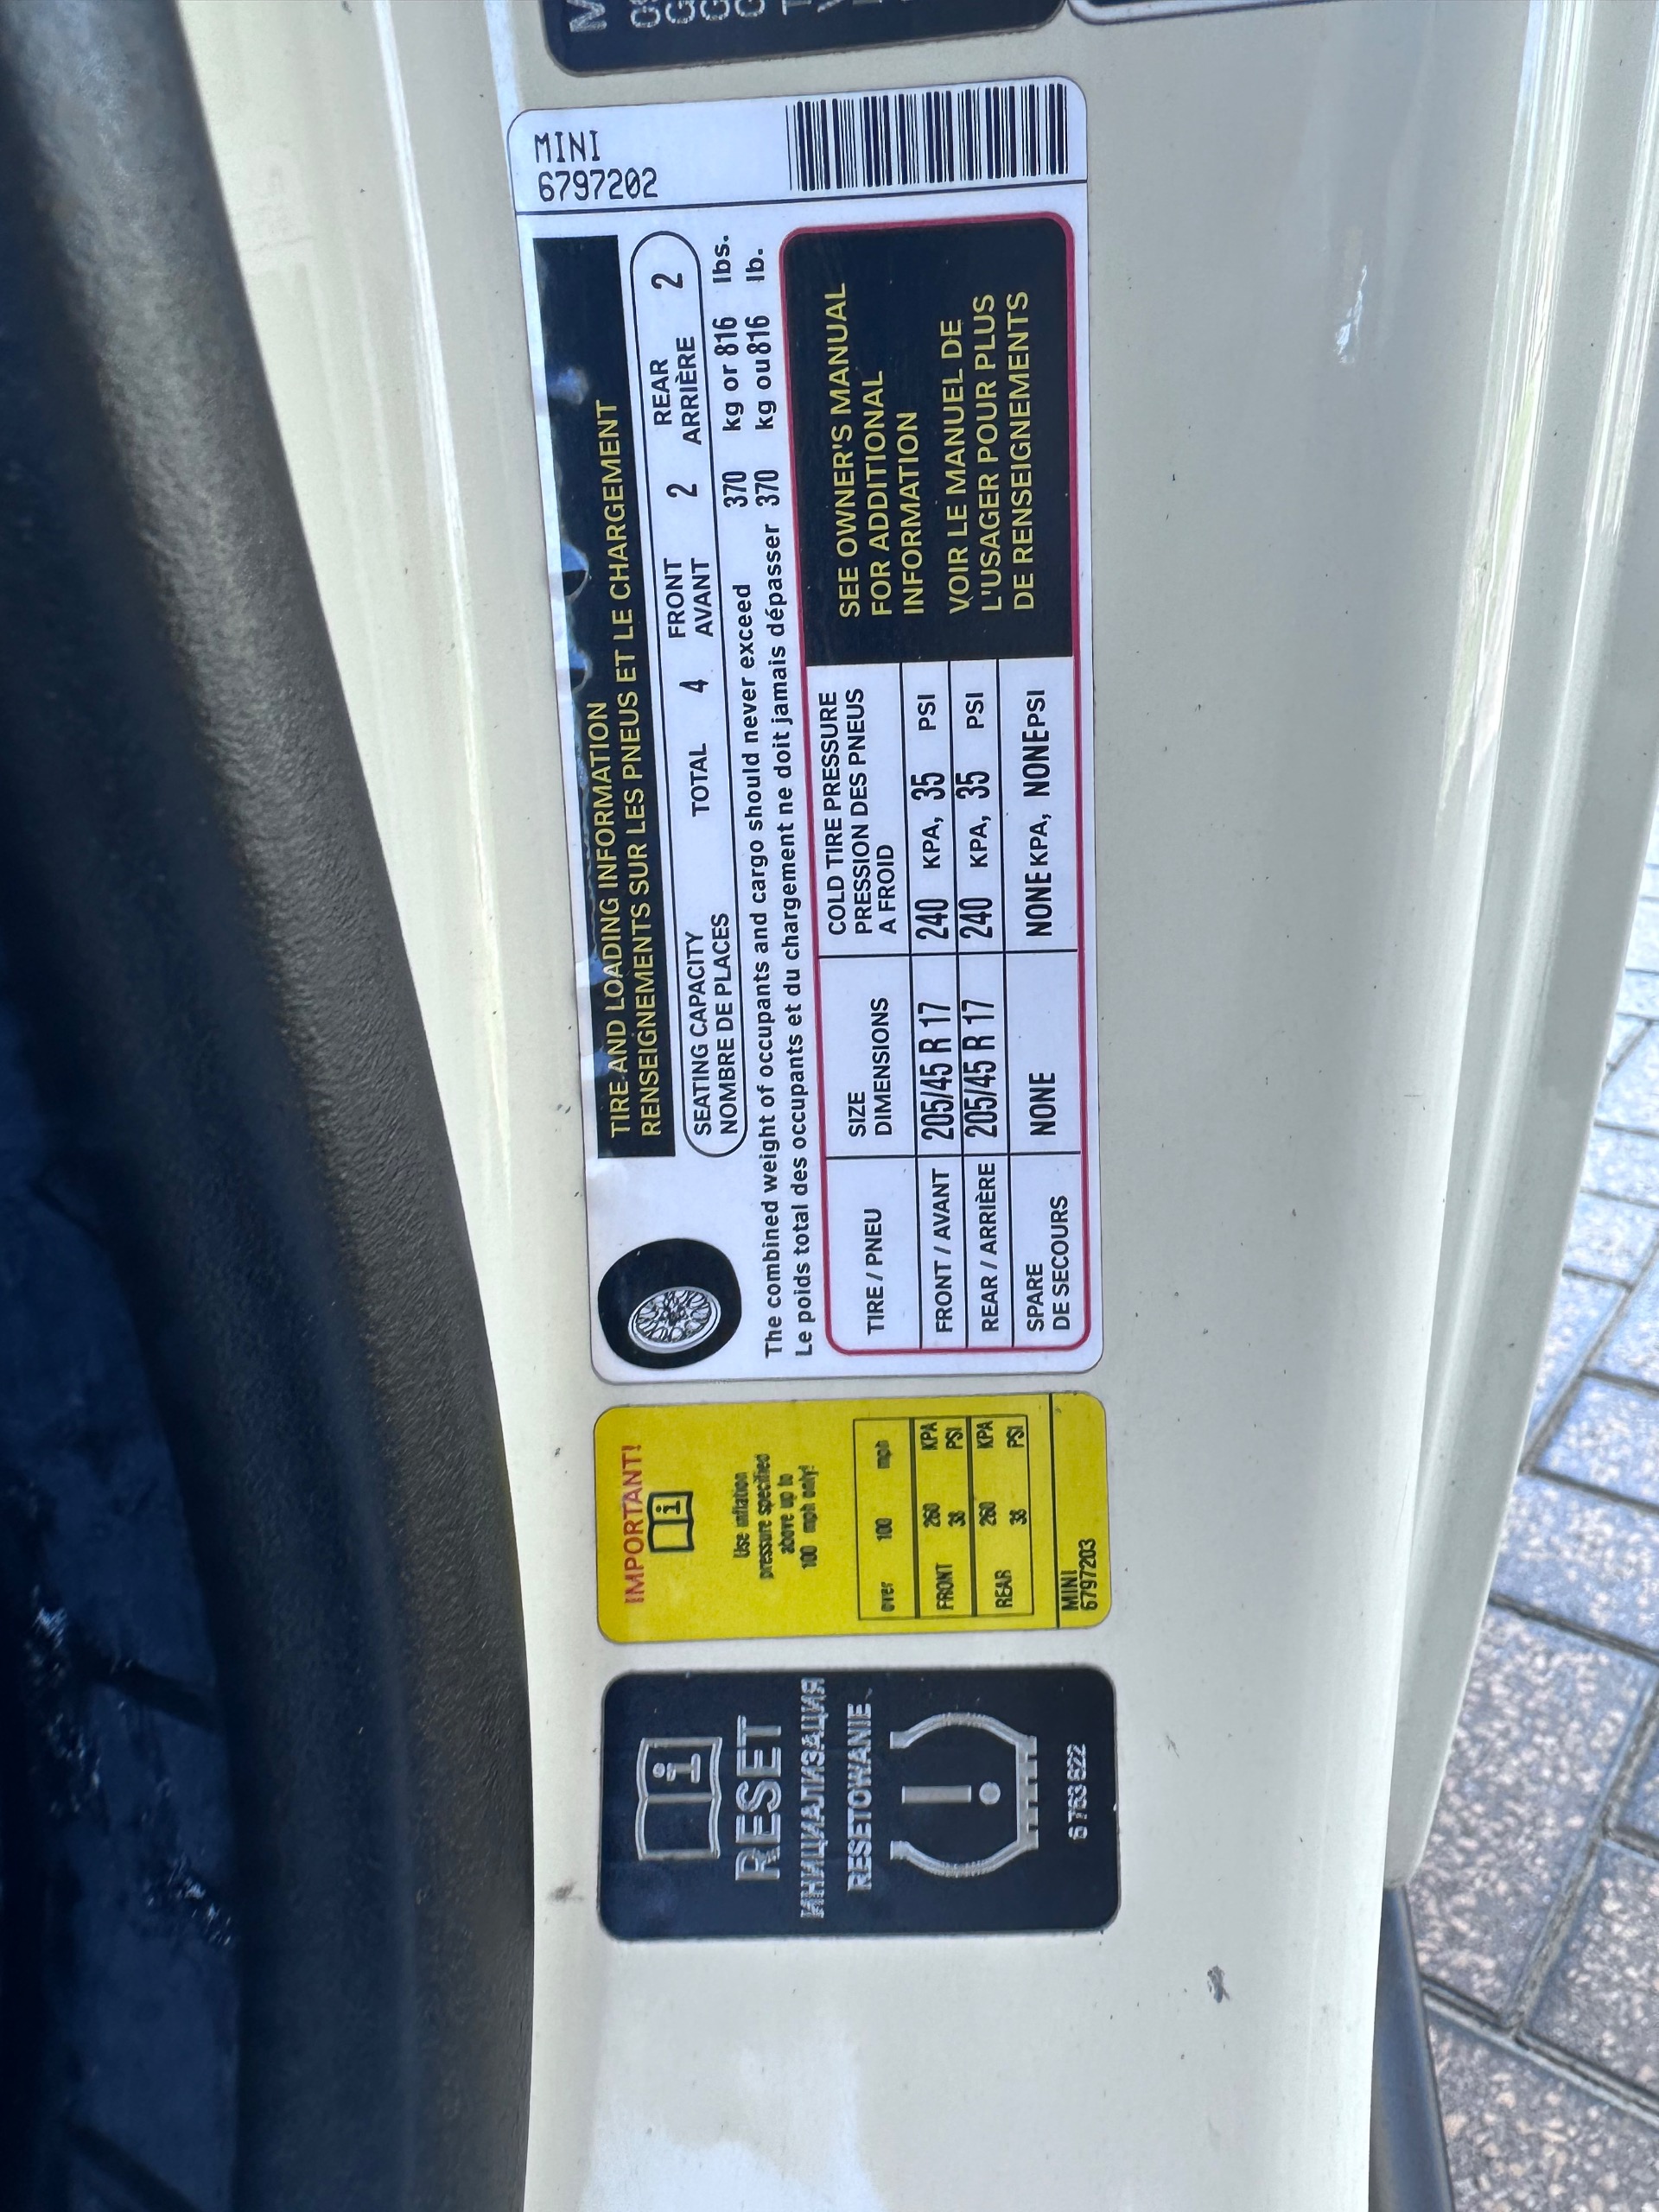 MINI
6797202
TIRE AND LOADING INFORMATION
RENSEIGNEMENTS SUR LES PNEUS ET LE CHARGEMENT
SEATING CAPACITY
NOMBRE DE PLACES
TOTAL 4
FRONT
AVANT
2
REAR
ARRIÈRE
2
The combined weight of occupants and cargo should never exceed 370 kg or 816 lbs.
Le poids total des occupants et du chargement ne doit jamais dépasser 370 kg ou 816 lb.
TIRE / PNEU
SIZE
DIMENSIONS
COLD TIRE PRESSURE
PRESSION DES PNEUS
A FROID
FRONT / AVANT 205/45 R 17 240 KPA, 35 PSI
REAR / ARRIÈRE 205/45 R 17 240 KPA, 35 PSI
SPARE
DE SECOURS
NONE NONE KPA, NONE PSI
SEE OWNER'S MANUAL
FOR ADDITIONAL
INFORMATION
VOIR LE MANUEL DE
L'USAGER POUR PLUS
DE RENSEIGNEMENTS
IMPORTANT!
i
Use inflation
pressure specified
above up to
100 mph only!
over 100 mph
FRONT 260 KPA
38 PSI
REAR 260 KPA
38 PSI
MINI
6797203
i
RESET
ИНИЦИАЛИЗАЦИЯ
RESETOWANIE
6 763 822